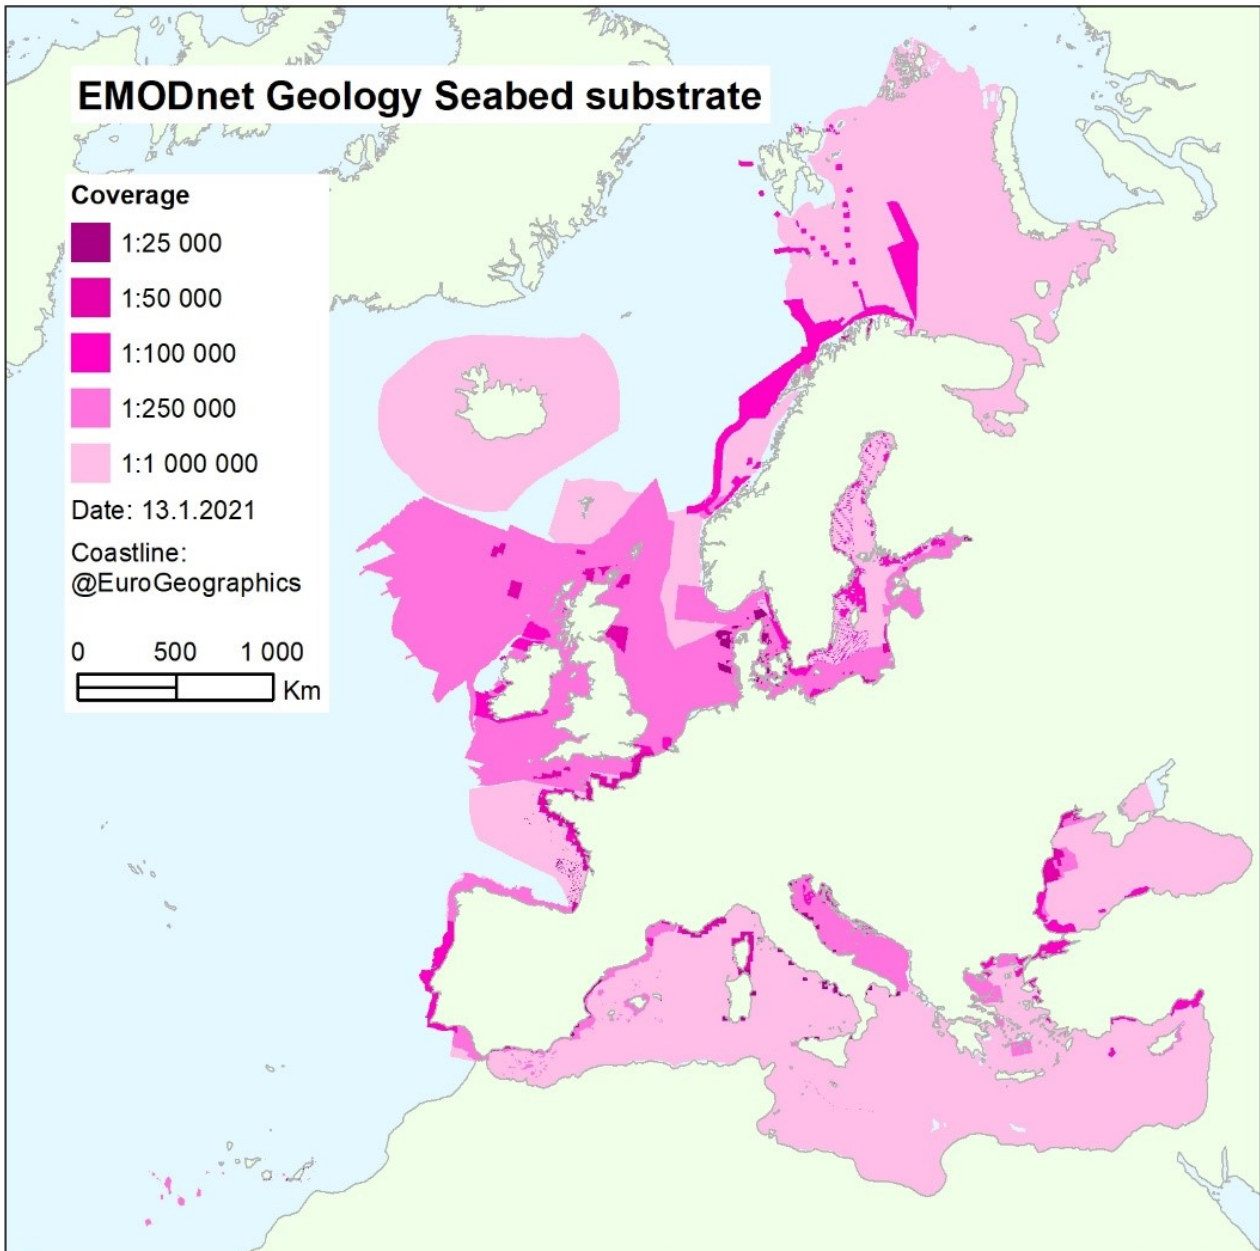 EMODnet Geology Seabed substrate
Coverage
1:25 000
1:50 000
1:100 000
1:250 000
1:1 000 000
Date: 13.1.2021
Coastline:
@EuroGeographics
0 500 1 000
Km